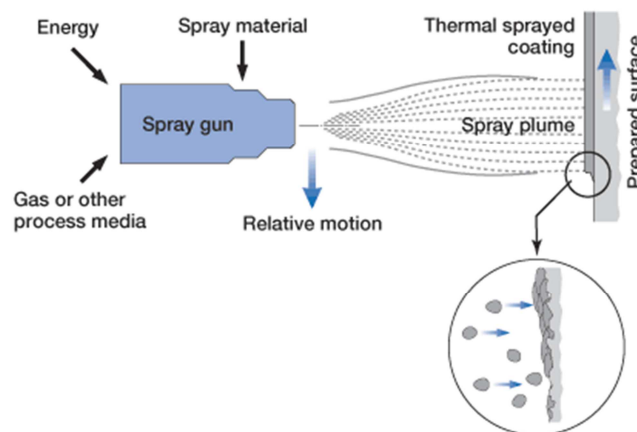 Energy
Spray material
Thermal sprayed
coating
Spray gun
Spray plume
Prepared surface
Gas or other
process media
Relative motion